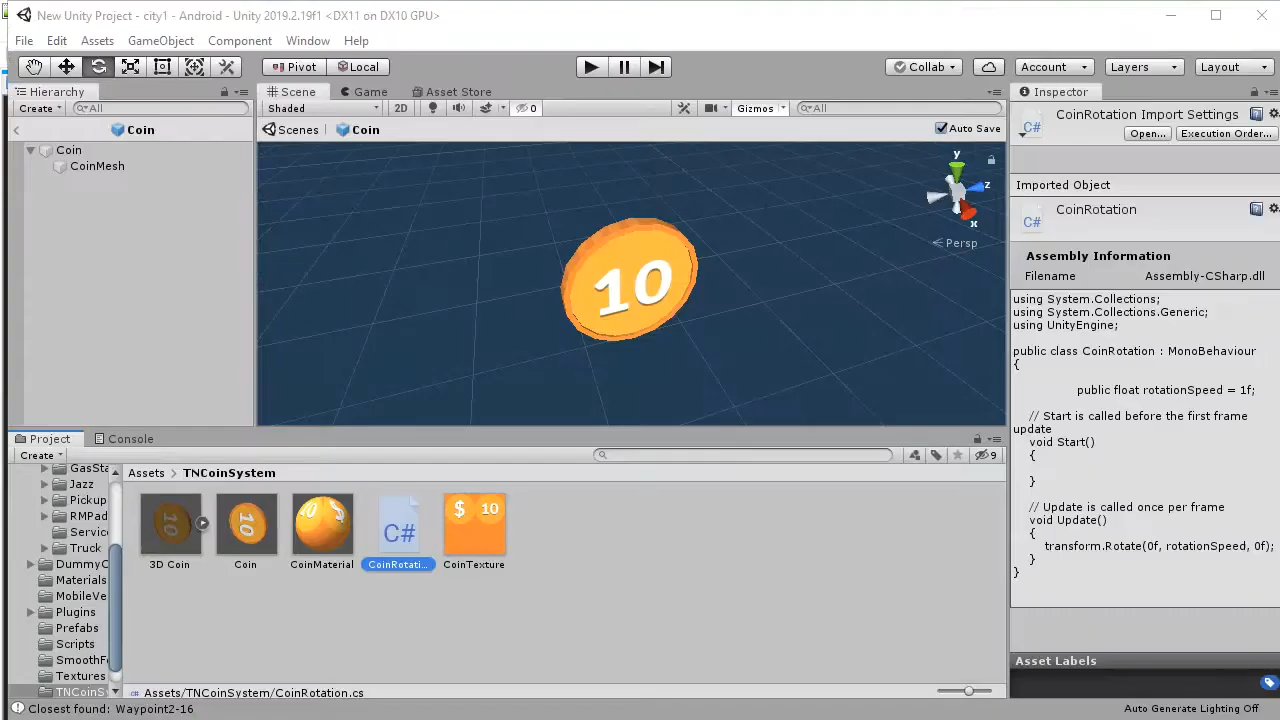 New Unity Project - city1 - Android - Unity 2019.2.19f1 <DX11 on DX10 GPU>
File Edit Assets GameObject Component Window Help
Pivot Local Collab Account Layers Layout
Hierarchy Scene Game Asset Store Inspector
Create All Shaded 2D 0 Gizmos All
Coin Scenes Coin Auto Save
Coin
CoinMesh
y
z
x
Persp
10
C#
CoinRotation Import Settings
Open... Execution Order...
Imported Object
C#
CoinRotation
Assembly Information
Filename Assembly-CSharp.dll
using System.Collections;
using System.Collections.Generic;
using UnityEngine;
public class CoinRotation : MonoBehaviour
{
public float rotationSpeed = 1f;
// Start is called before the first frame
update
void Start()
{
}
// Update is called once per frame
void Update()
{
transform.Rotate(0f, rotationSpeed, 0f);
}
}
Project Console
Create 9
Assets TNCoinSystem
GasSta
Jazz
Pickup
RMPad
Service
Truck
DummyC
Materials
MobileVe
Plugins
Prefabs
Scripts
SmoothFo
Textures
TNCoinS
10 10 10 C# $ 10
3D Coin Coin CoinMaterial CoinRotati... CoinTexture
Assets/TNCoinSystem/CoinRotation.cs
Asset Labels
Closest found: Waypoint2-16 Auto Generate Lighting Off